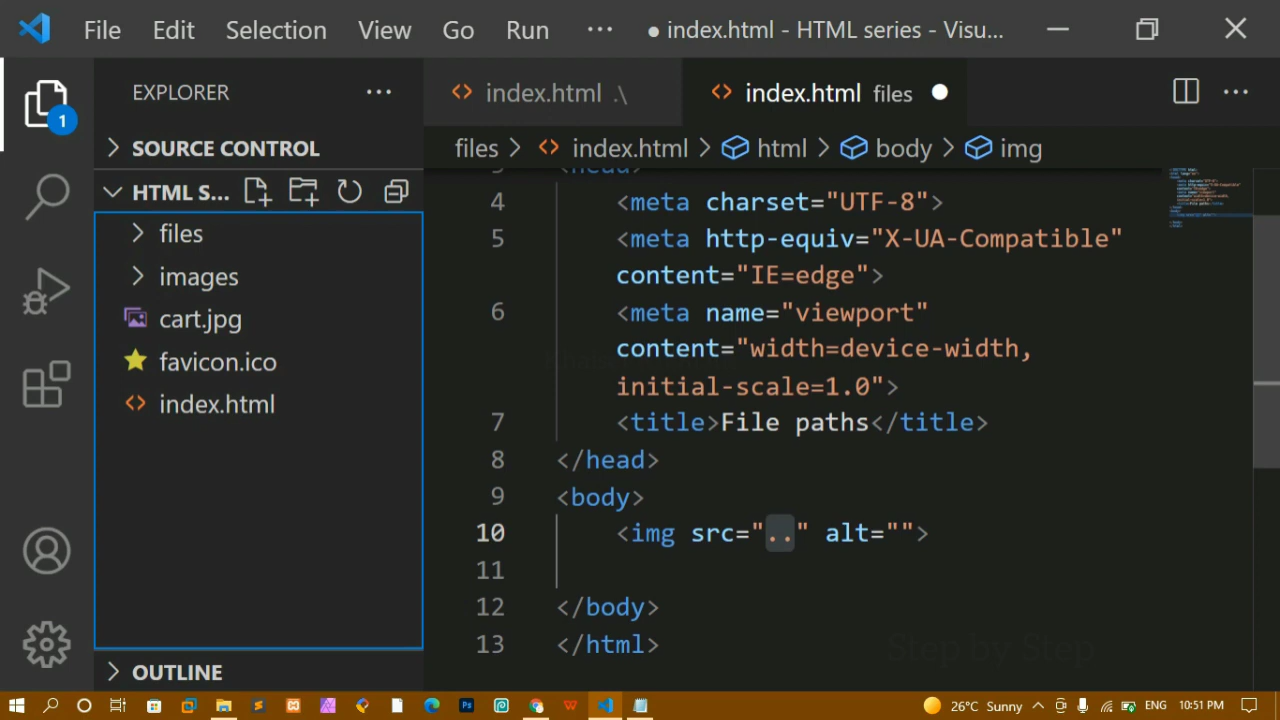 File Edit Selection View Go Run ··· ● index.html - HTML series - Visu...
1
EXPLORER ···
SOURCE CONTROL
HTML S...
files
images
cart.jpg
favicon.ico
index.html
OUTLINE
index.html .\
index.html files ●
files > index.html > html > body > img
4 <meta charset="UTF-8">
5 <meta http-equiv="X-UA-Compatible"
content="IE=edge">
6 <meta name="viewport"
content="width=device-width,
initial-scale=1.0">
7 <title>File paths</title>
8 </head>
9 <body>
10 <img src=".." alt="">
11
12 </body>
13 </html>
Step by Step
26°C Sunny ENG 10:51 PM